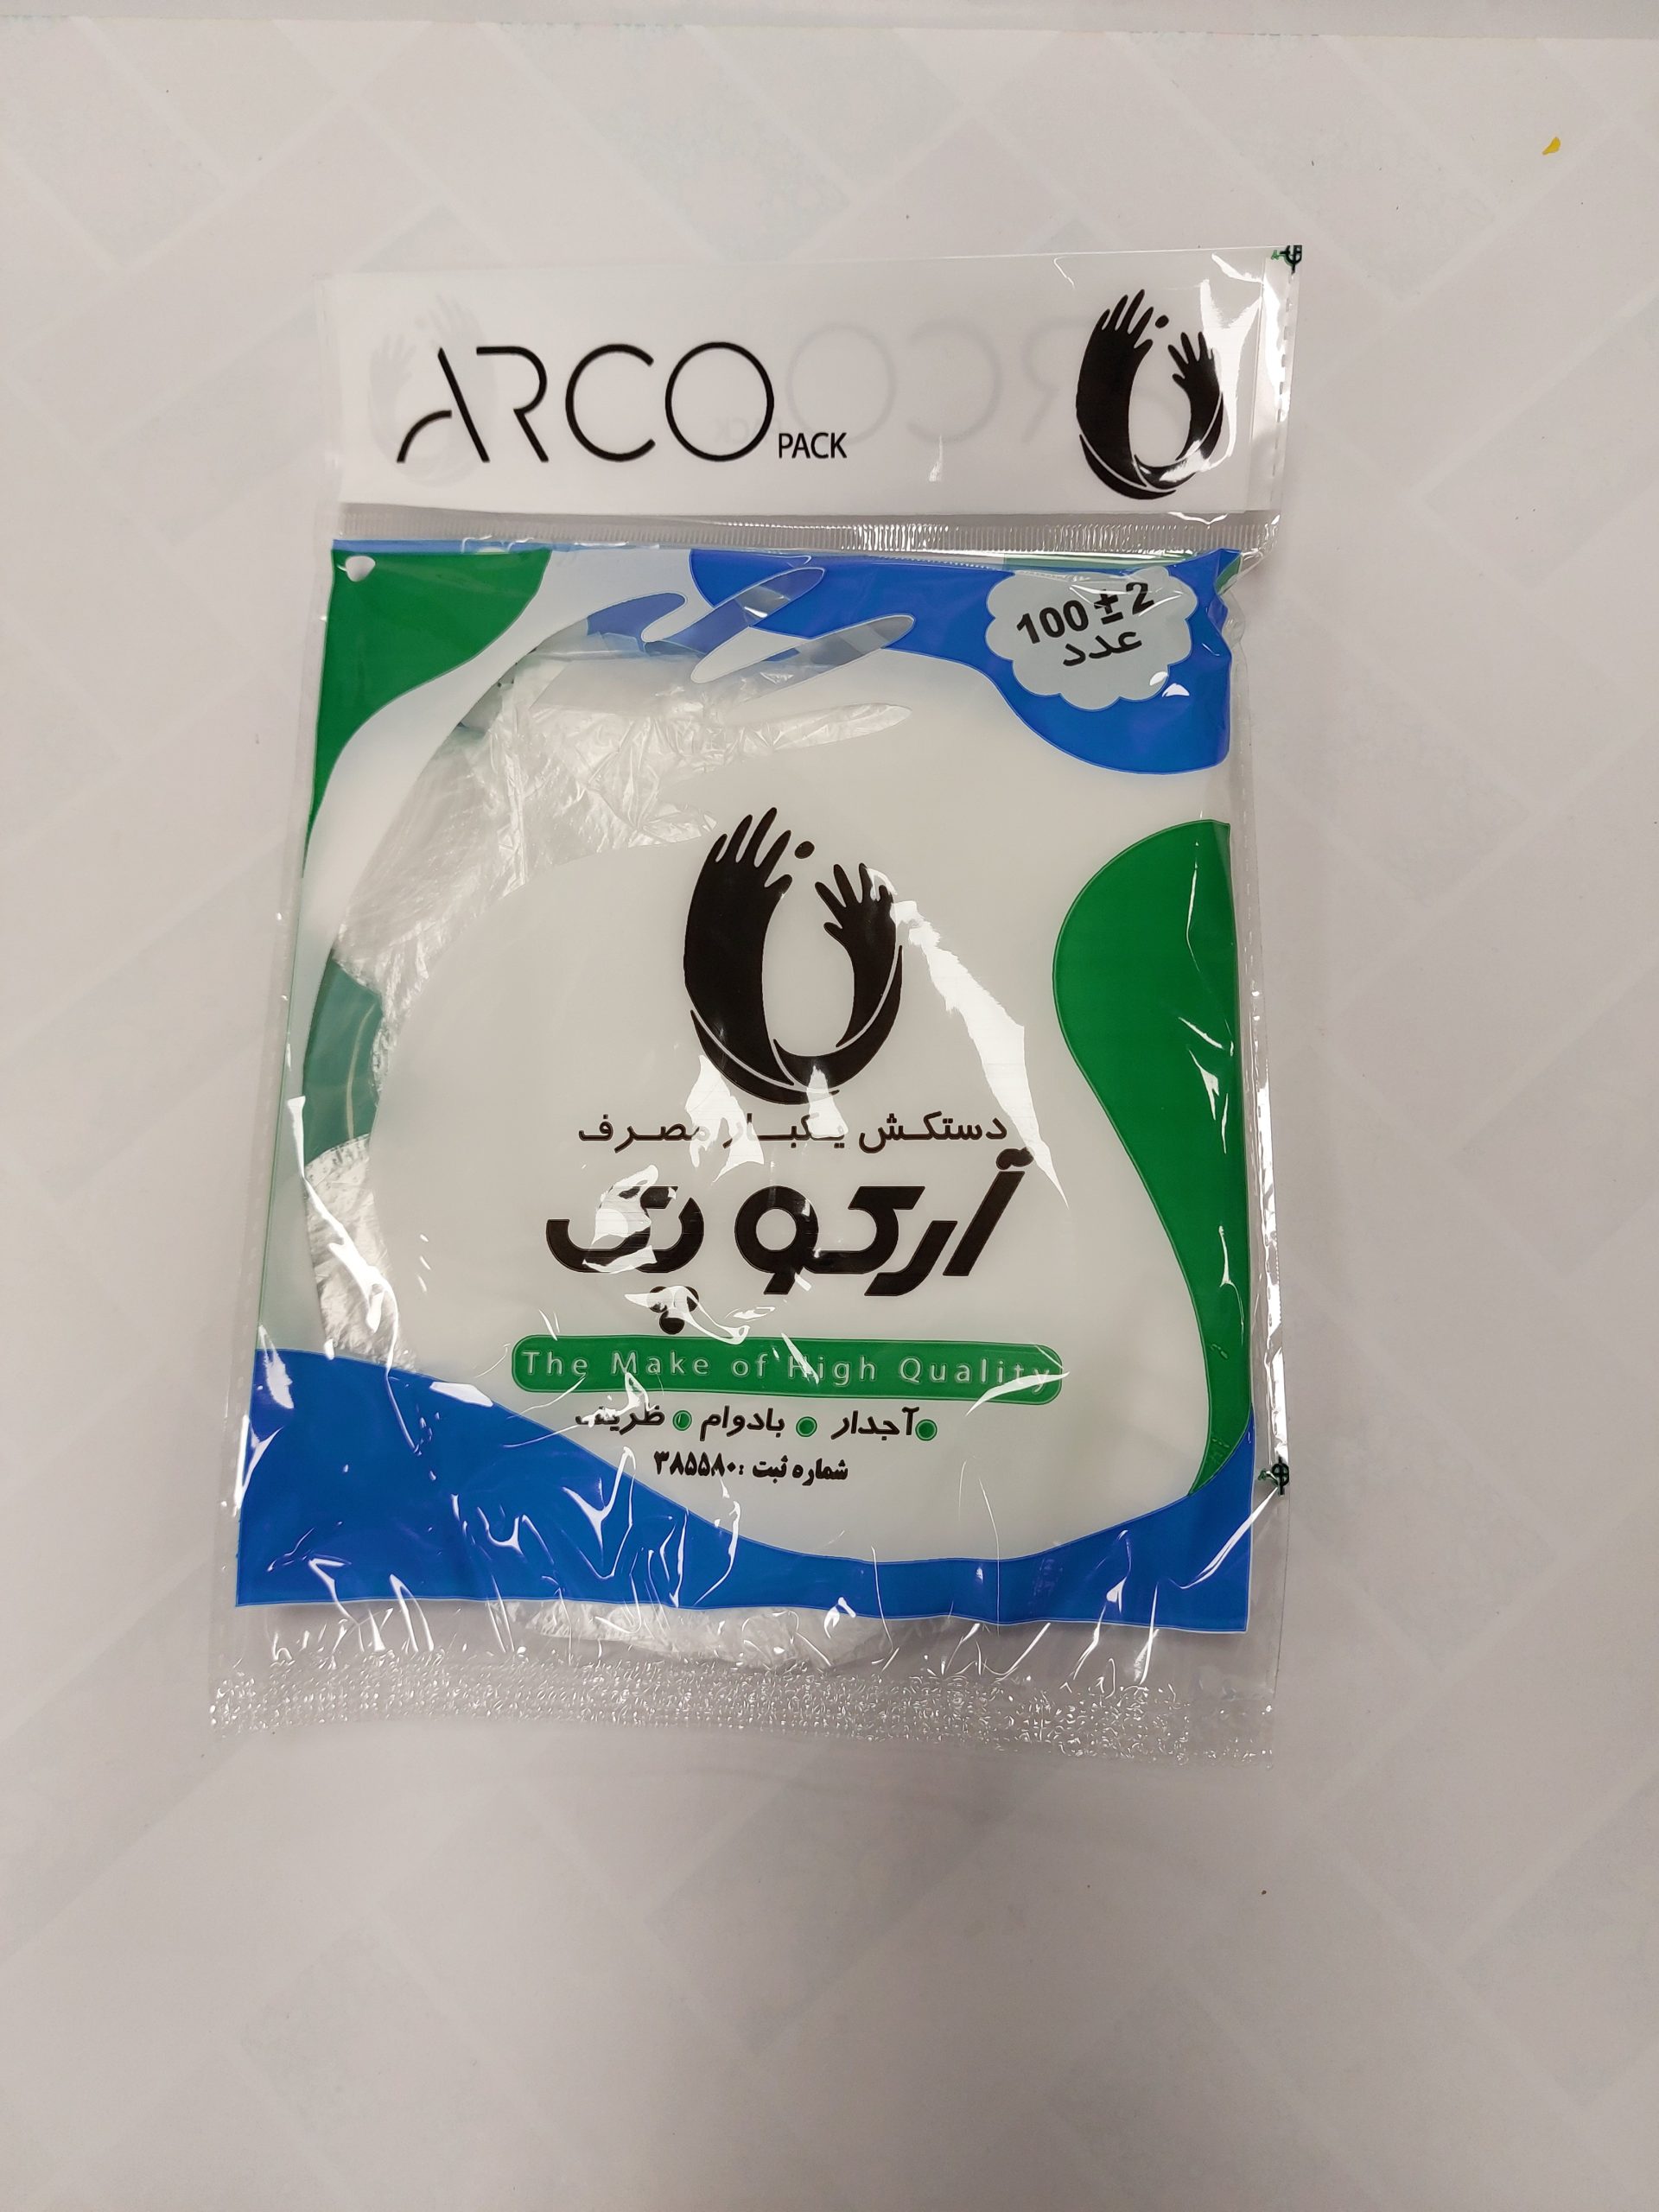 ARCO PACK
100 ± 2
عدد
دستکش یکبار مصرف
آرکو پک
The Make of High Quality
آجدار • بادوام • ظریف
شماره ثبت : ۳۸۵۵۸۰